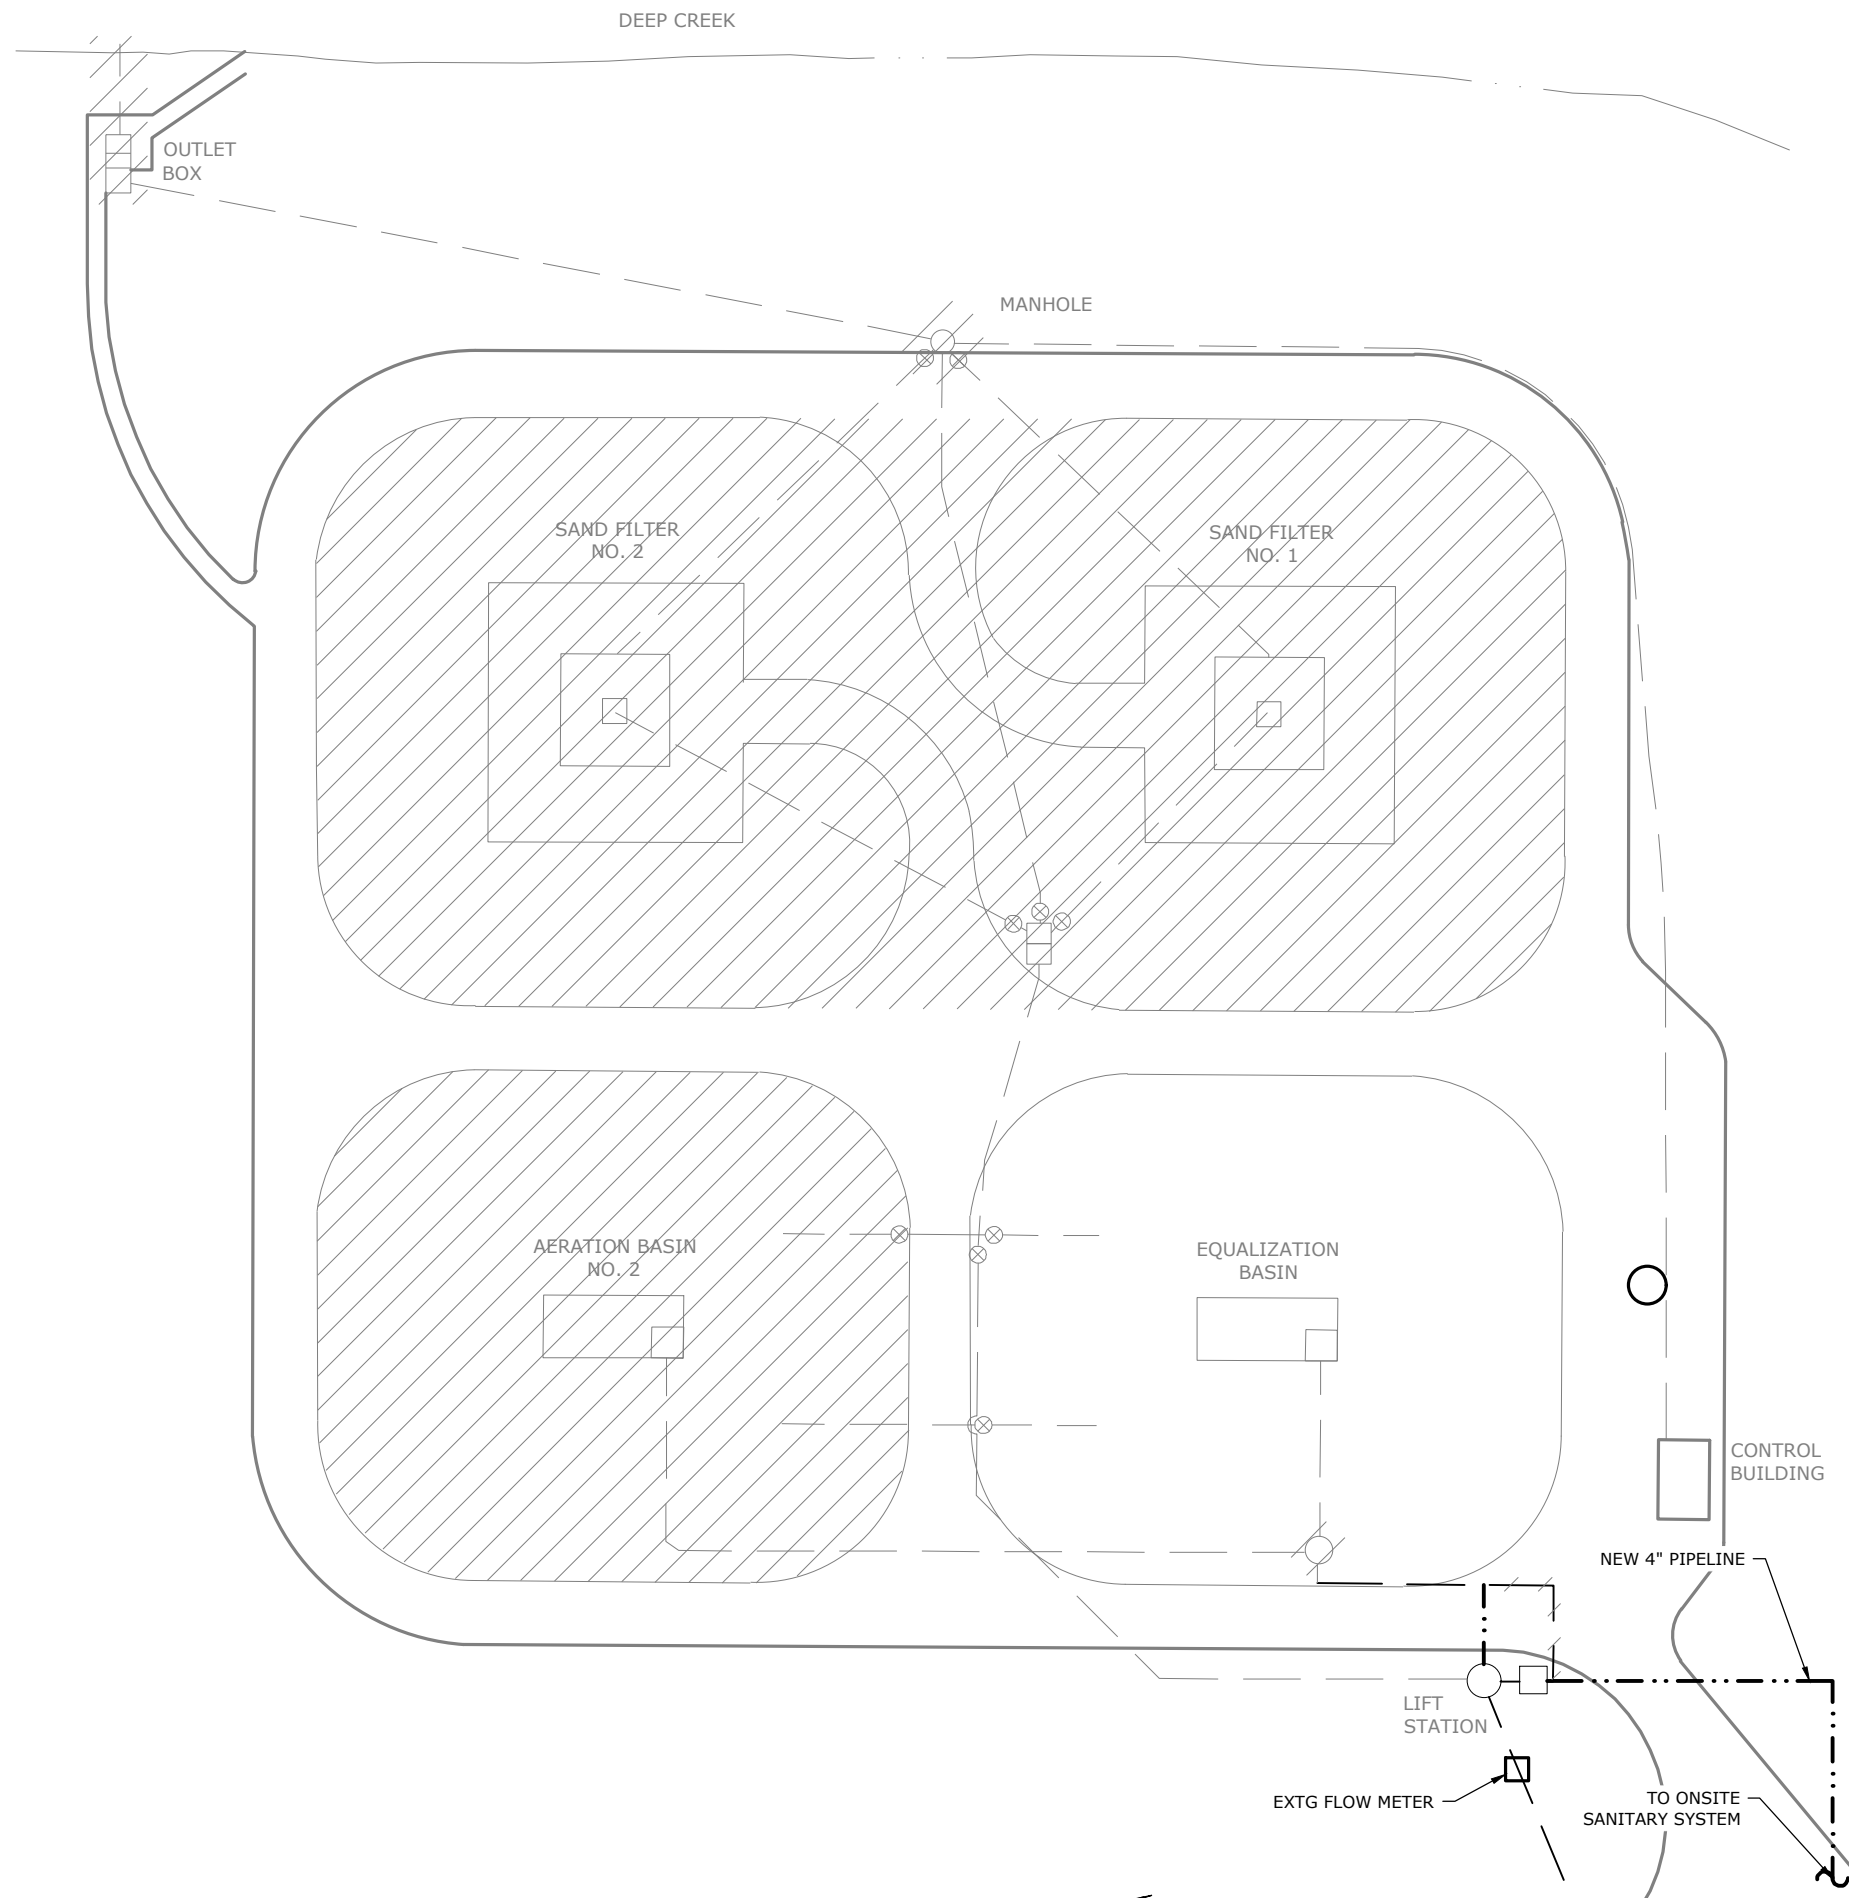 DEEP CREEK
OUTLET
BOX
MANHOLE
SAND FILTER
NO. 2
SAND FILTER
NO. 1
AERATION BASIN
NO. 2
EQUALIZATION
BASIN
CONTROL
BUILDING
NEW 4" PIPELINE
LIFT
STATION
EXTG FLOW METER
TO ONSITE
SANITARY SYSTEM